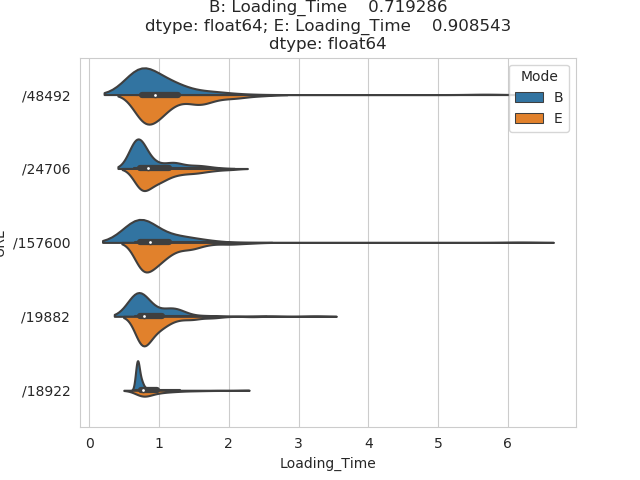 B: Loading_Time    0.719286
dtype: float64; E: Loading_Time    0.908543
dtype: float64
Mode
B
E
/48492
/24706
/157600
/19882
/18922
0 1 2 3 4 5 6
Loading_Time